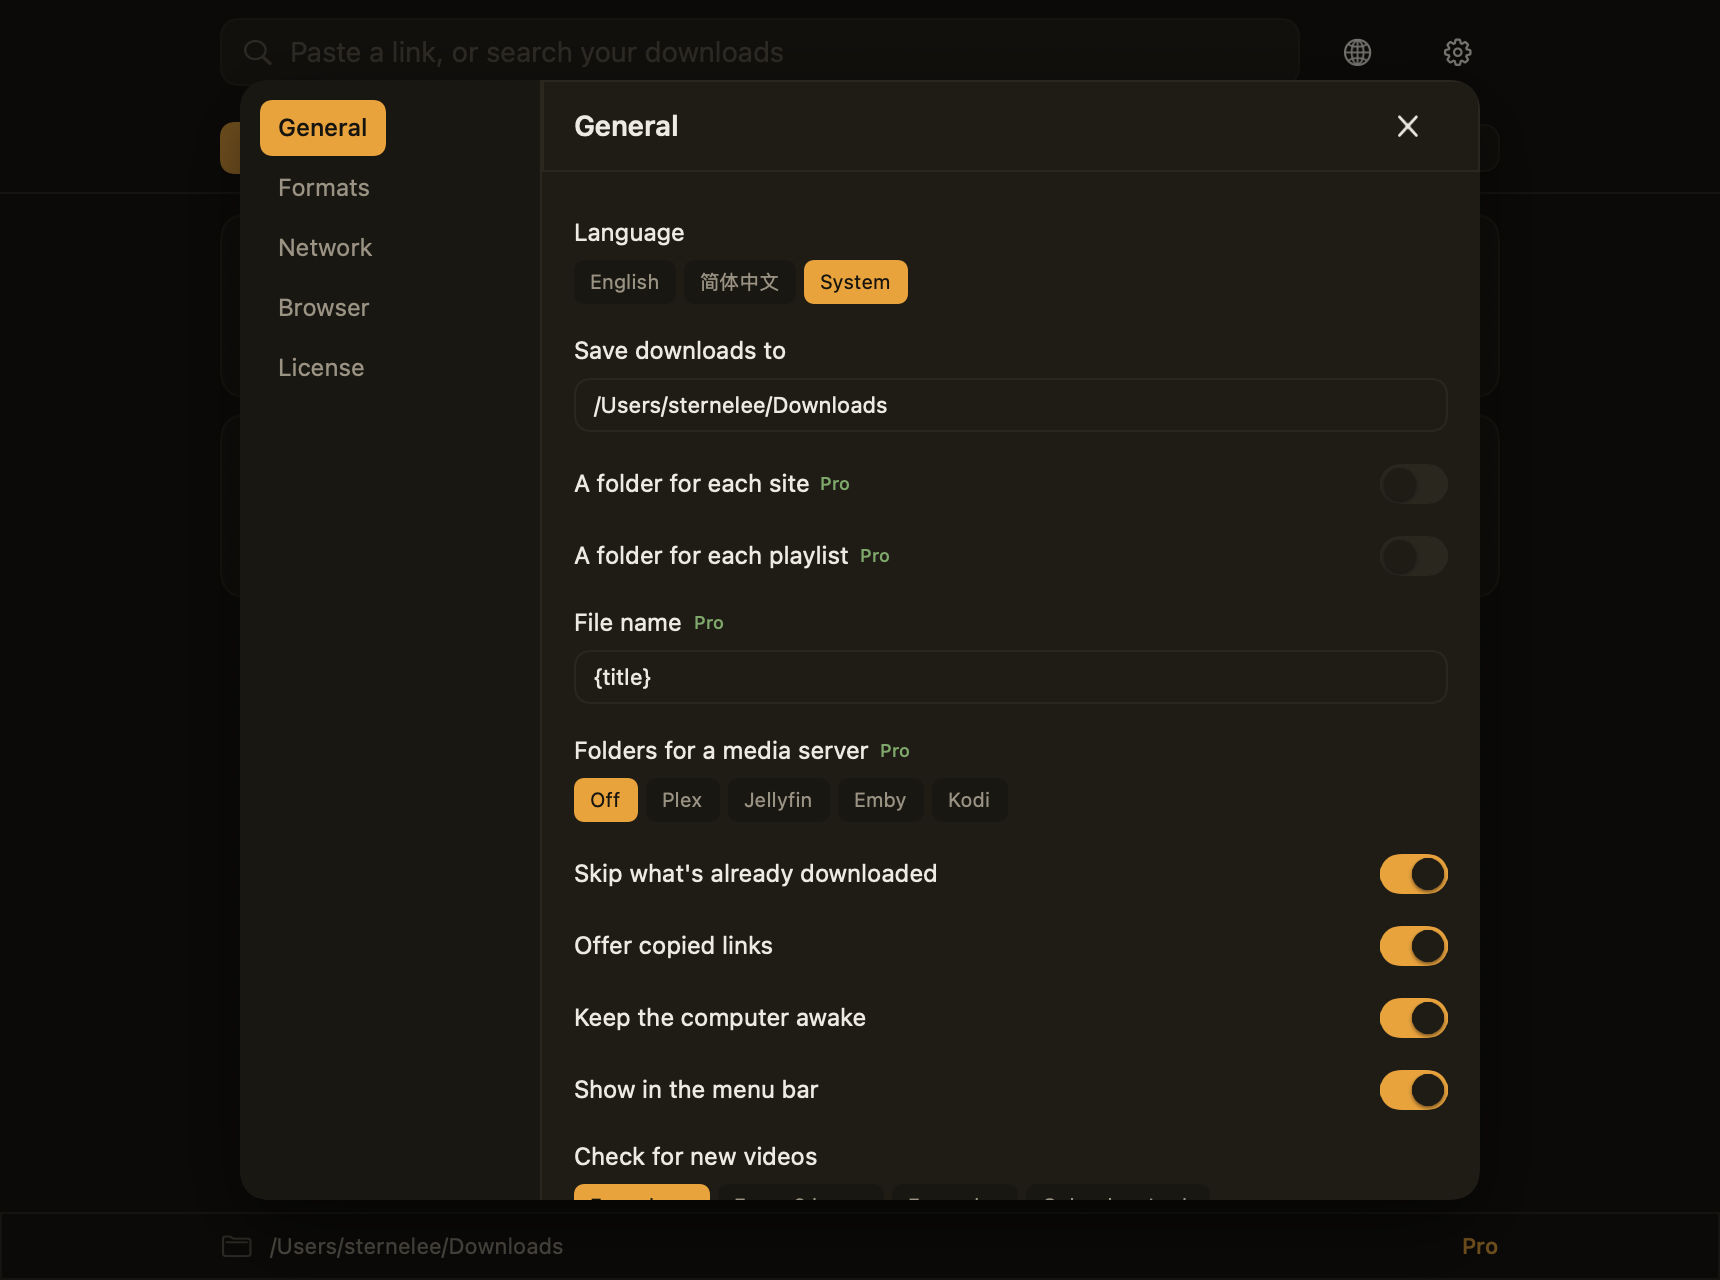 Paste a link, or search your downloads
General
Formats
Network
Browser
License
General
Language
English 简体中文 System
Save downloads to
/Users/sternelee/Downloads
A folder for each site Pro
A folder for each playlist Pro
File name Pro
{title}
Folders for a media server Pro
Off Plex Jellyfin Emby Kodi
Skip what's already downloaded
Offer copied links
Keep the computer awake
Show in the menu bar
Check for new videos
/Users/sternelee/Downloads
Pro